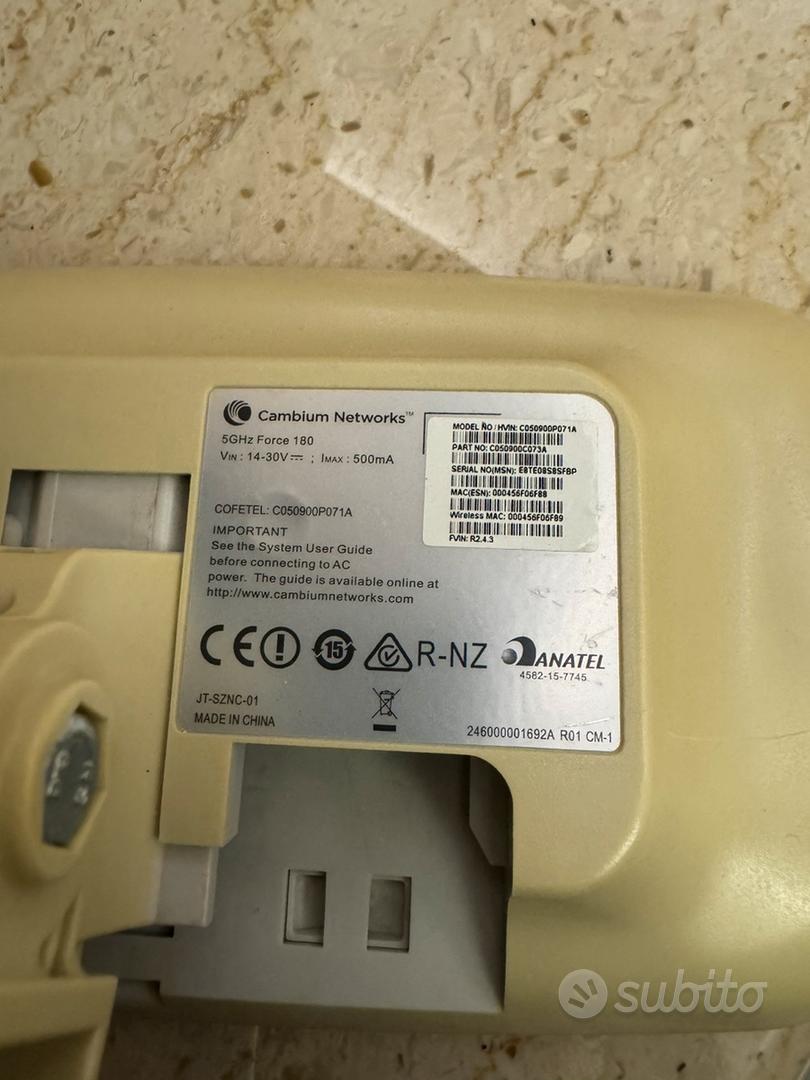 Cambium Networks™
5GHz Force 180
VIN : 14-30V⎓ ; IMAX : 500mA
COFETEL: C050900P071A
IMPORTANT
See the System User Guide
before connecting to AC
power. The guide is available online at
http://www.cambiumnetworks.com
MODEL NO / HVIN: C050900P071A
PART NO: C050900C073A
SERIAL NO(MSN): E8TE08S8SFBP
MAC(ESN): 000456F06F88
Wireless MAC: 000456F06F89
FVIN: R2.4.3
CE 15 R-NZ ANATEL
4582-15-7745
JT-SZNC-01
MADE IN CHINA
246000001692A R01 CM-1
subito